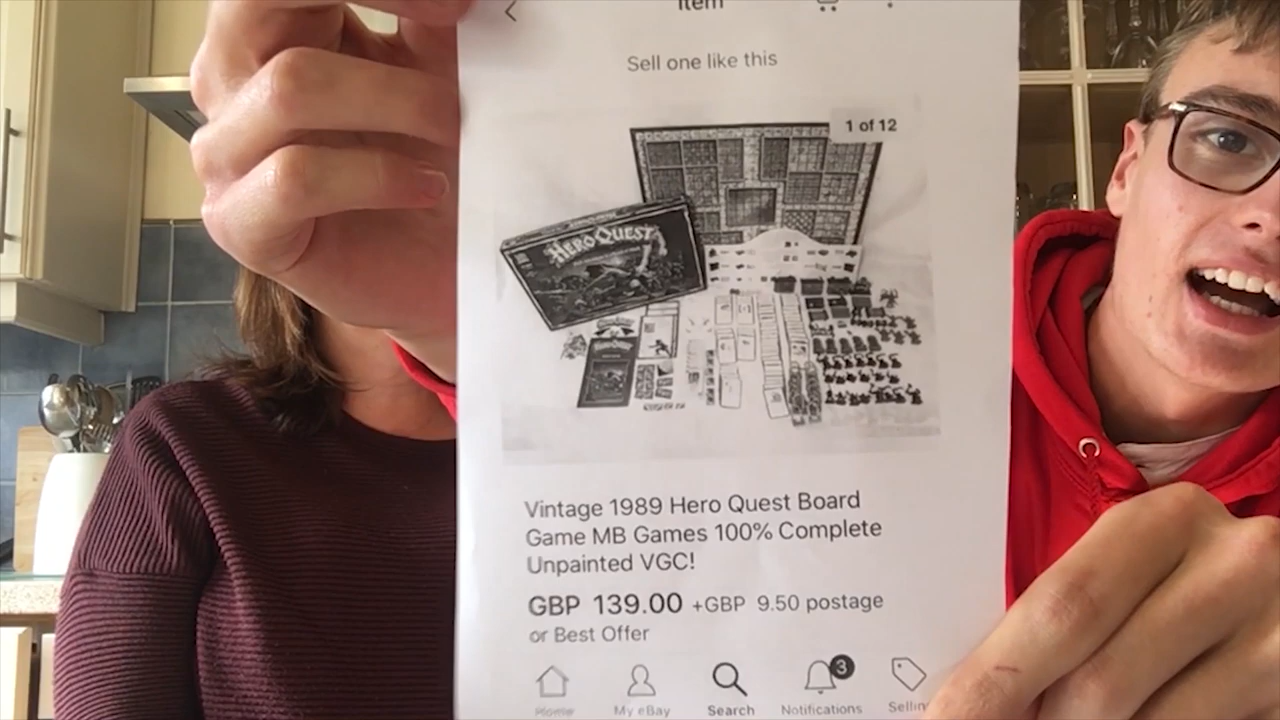 Item
Sell one like this
1 of 12
HEROQUEST
Vintage 1989 Hero Quest Board
Game MB Games 100% Complete
Unpainted VGC!
GBP 139.00 +GBP 9.50 postage
or Best Offer
3
Home My eBay Search Notifications Selling